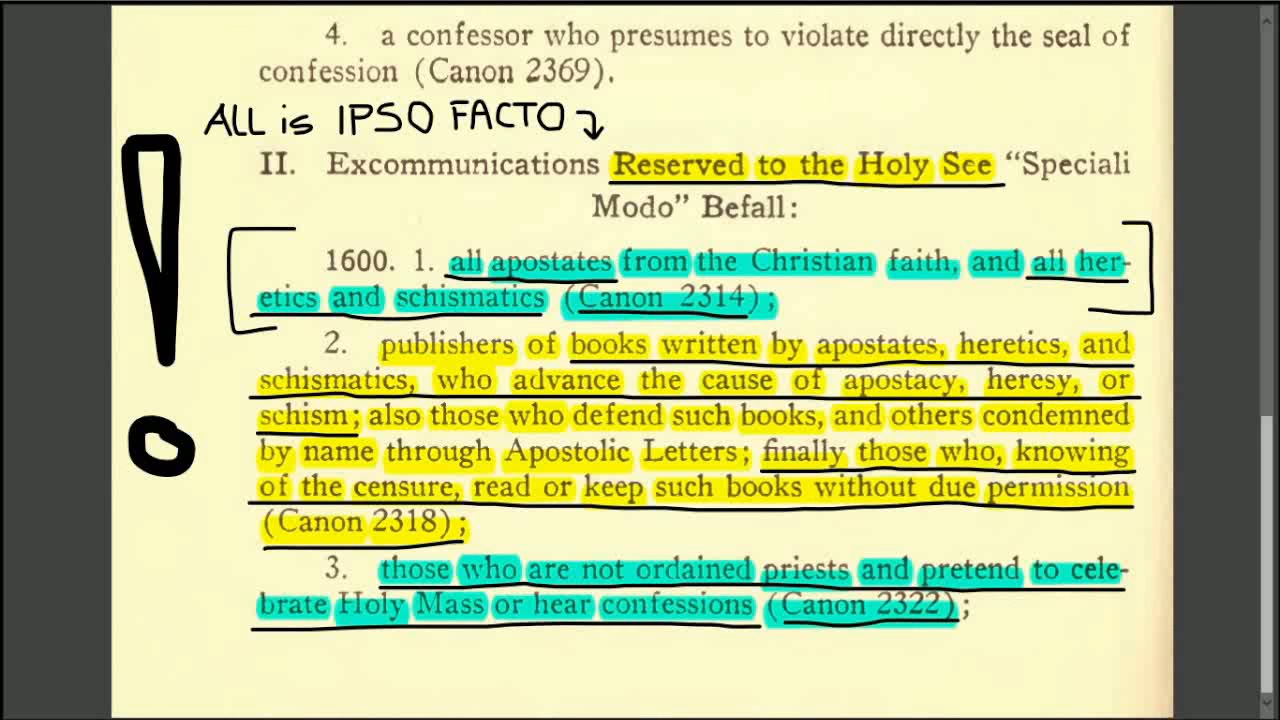 4. a confessor who presumes to violate directly the seal of
confession (Canon 2369).
ALL is IPSO FACTO
II. Excommunications Reserved to the Holy See “Speciali
Modo” Befall:
1600. 1. all apostates from the Christian faith, and all her-
etics and schismatics (Canon 2314);
2. publishers of books written by apostates, heretics, and
schismatics, who advance the cause of apostacy, heresy, or
schism; also those who defend such books, and others condemned
by name through Apostolic Letters; finally those who, knowing
of the censure, read or keep such books without due permission
(Canon 2318);
3. those who are not ordained priests and pretend to cele-
brate Holy Mass or hear confessions (Canon 2322);